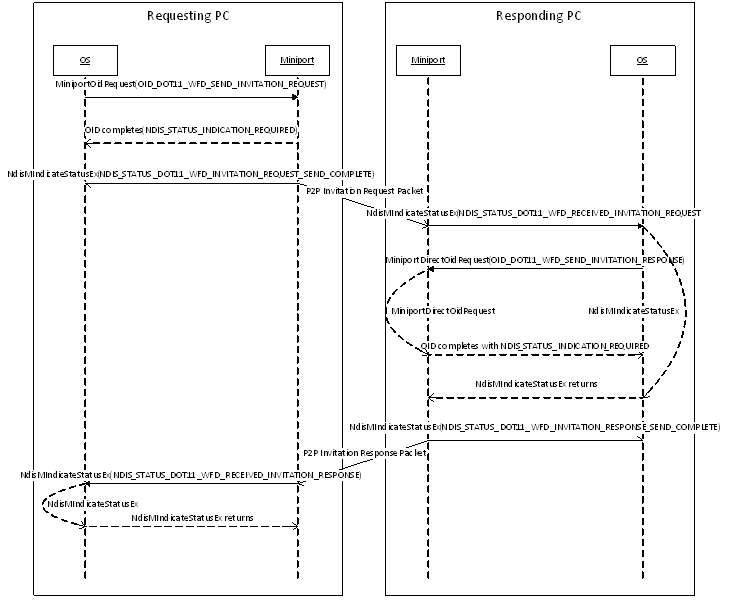 Requesting PC
Responding PC
OS
Miniport
Miniport
OS
MiniportOidRequest(OID_DOT11_WFD_SEND_INVITATION_REQUEST)
OID completes(NDIS_STATUS_INDICATION_REQUIRED)
NdisMIndicateStatusEx(NDIS_STATUS_DOT11_WFD_INVITATION_REQUEST_SEND_COMPLETE)
P2P Invitation Request Packet
NdisMIndicateStatusEx(NDIS_STATUS_DOT11_WFD_RECEIVED_INVITATION_REQUEST
MiniportDirectOidRequest(OID_DOT11_WFD_SEND_INVITATION_RESPONSE)
MiniportDirectOidRequest
NdisMIndicateStatusEx
OID completes with NDIS_STATUS_INDICATION_REQUIRED
NdisMIndicateStatusEx returns
NdisMIndicateStatusEx(NDIS_STATUS_DOT11_WFD_INVITATION_RESPONSE_SEND_COMPLETE)
P2P Invitation Response Packet
NdisMIndicateStatusEx(NDIS_STATUS_DOT11_WFD_RECEIVED_INVITATION_RESPONSE)
NdisMIndicateStatusEx
NdisMIndicateStatusEx returns